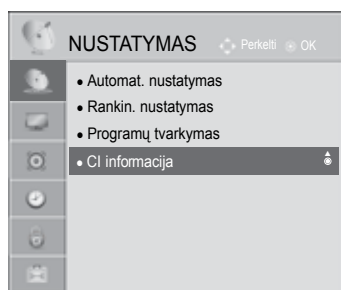 NUSTATYMAS Perkelti OK
• Automat. nustatymas
• Rankin. nustatymas
• Programų tvarkymas
• CI informacija